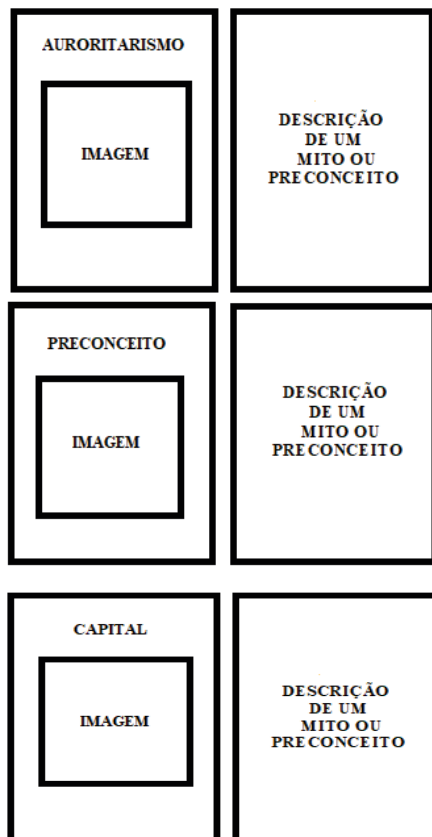 AURORITARISMO
IMAGEM
DESCRIÇÃO
DE UM
MITO OU
PRECONCEITO
PRECONCEITO
IMAGEM
DESCRIÇÃO
DE UM
MITO OU
PRECONCEITO
CAPITAL
IMAGEM
DESCRIÇÃO
DE UM
MITO OU
PRECONCEITO